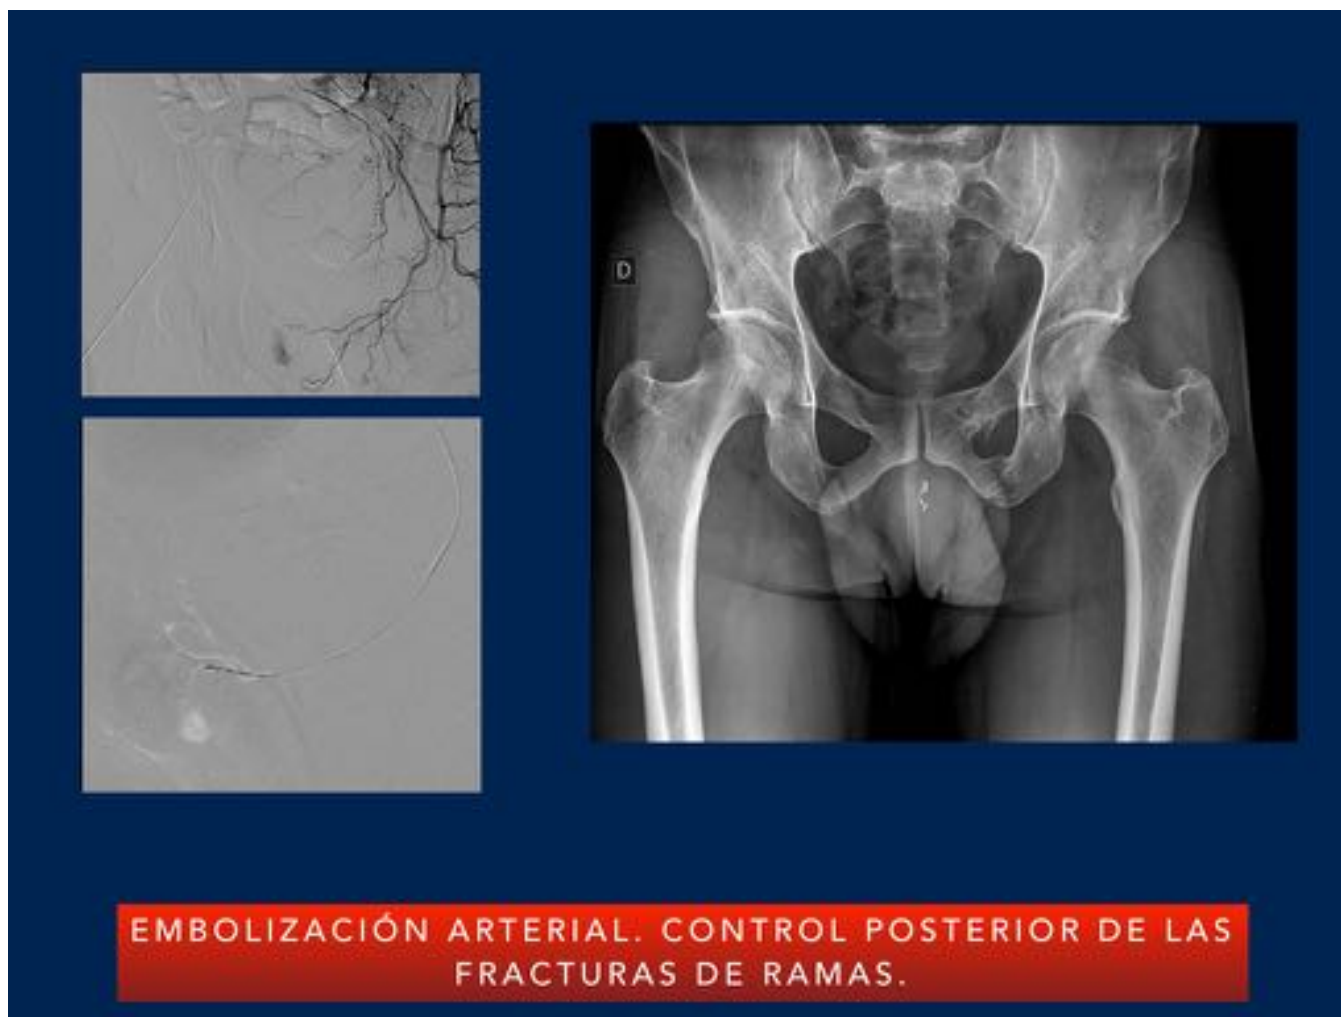 D
EMBOLIZACIÓN ARTERIAL. CONTROL POSTERIOR DE LAS
FRACTURAS DE RAMAS.